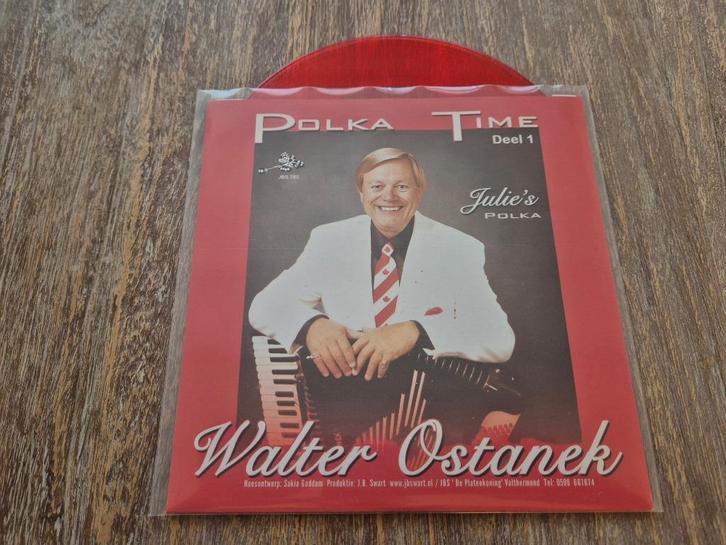 Polka Time
Deel 1
Julie's
POLKA
Walter Ostanek
Hoesontwerp: Sakia Goddam Produktie: J.B. Swart www.jbswart.nl / JBS 'De Platenkoning' Valthermond Tel: 0599 661874